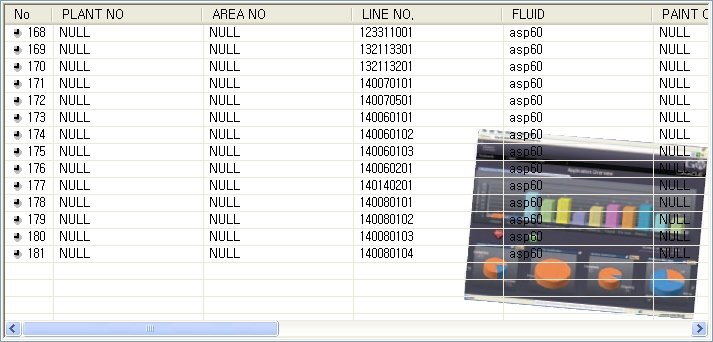 No PLANT NO AREA NO LINE NO, FLUID PAINT
168 NULL NULL 123311001 asp60 NULL
169 NULL NULL 132113301 asp60 NULL
170 NULL NULL 132113201 asp60 NULL
171 NULL NULL 140070101 asp60 NULL
172 NULL NULL 140070501 asp60 NULL
173 NULL NULL 140060101 asp60 NULL
174 NULL NULL 140060102 asp60 NULL
175 NULL NULL 140060103 asp60 NULL
176 NULL NULL 140060201 asp60 NULL
177 NULL NULL 140140201 asp60 NULL
178 NULL NULL 140080101 asp60 NULL
179 NULL NULL 140080102 asp60 NULL
180 NULL NULL 140080103 asp60 NULL
181 NULL NULL 140080104 asp60 NULL